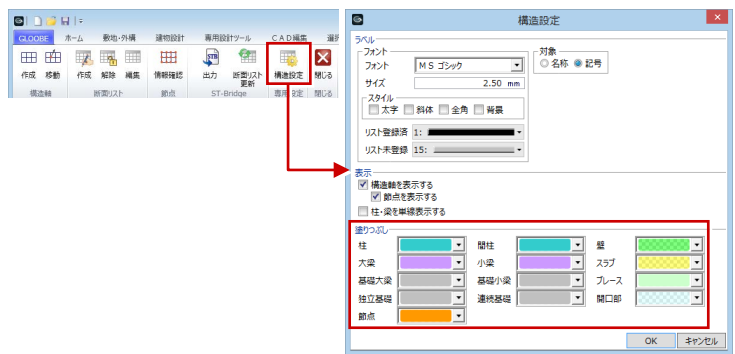 GLOOBE ホーム 敷地・外構 建物設計 専用設計ツール CAD編集
作成 移動 作成 解除 編集 情報確認 出力 断面リスト更新 構造設定 閉じる
構造軸 断面リスト 節点 ST-Bridge 専用設定 閉じる
構造設定
ラベル
フォント
フォント MS ゴシック
サイズ 2.50 mm
スタイル
太字 斜体 全角 背景
リスト登録済 1:
リスト未登録 15:
対象
名称 記号
表示
構造軸を表示する
節点を表示する
柱・梁を単線表示する
塗りつぶし
柱 間柱 壁
大梁 小梁 スラブ
基礎大梁 基礎小梁 ブレース
独立基礎 連続基礎 開口部
節点
OK キャンセル